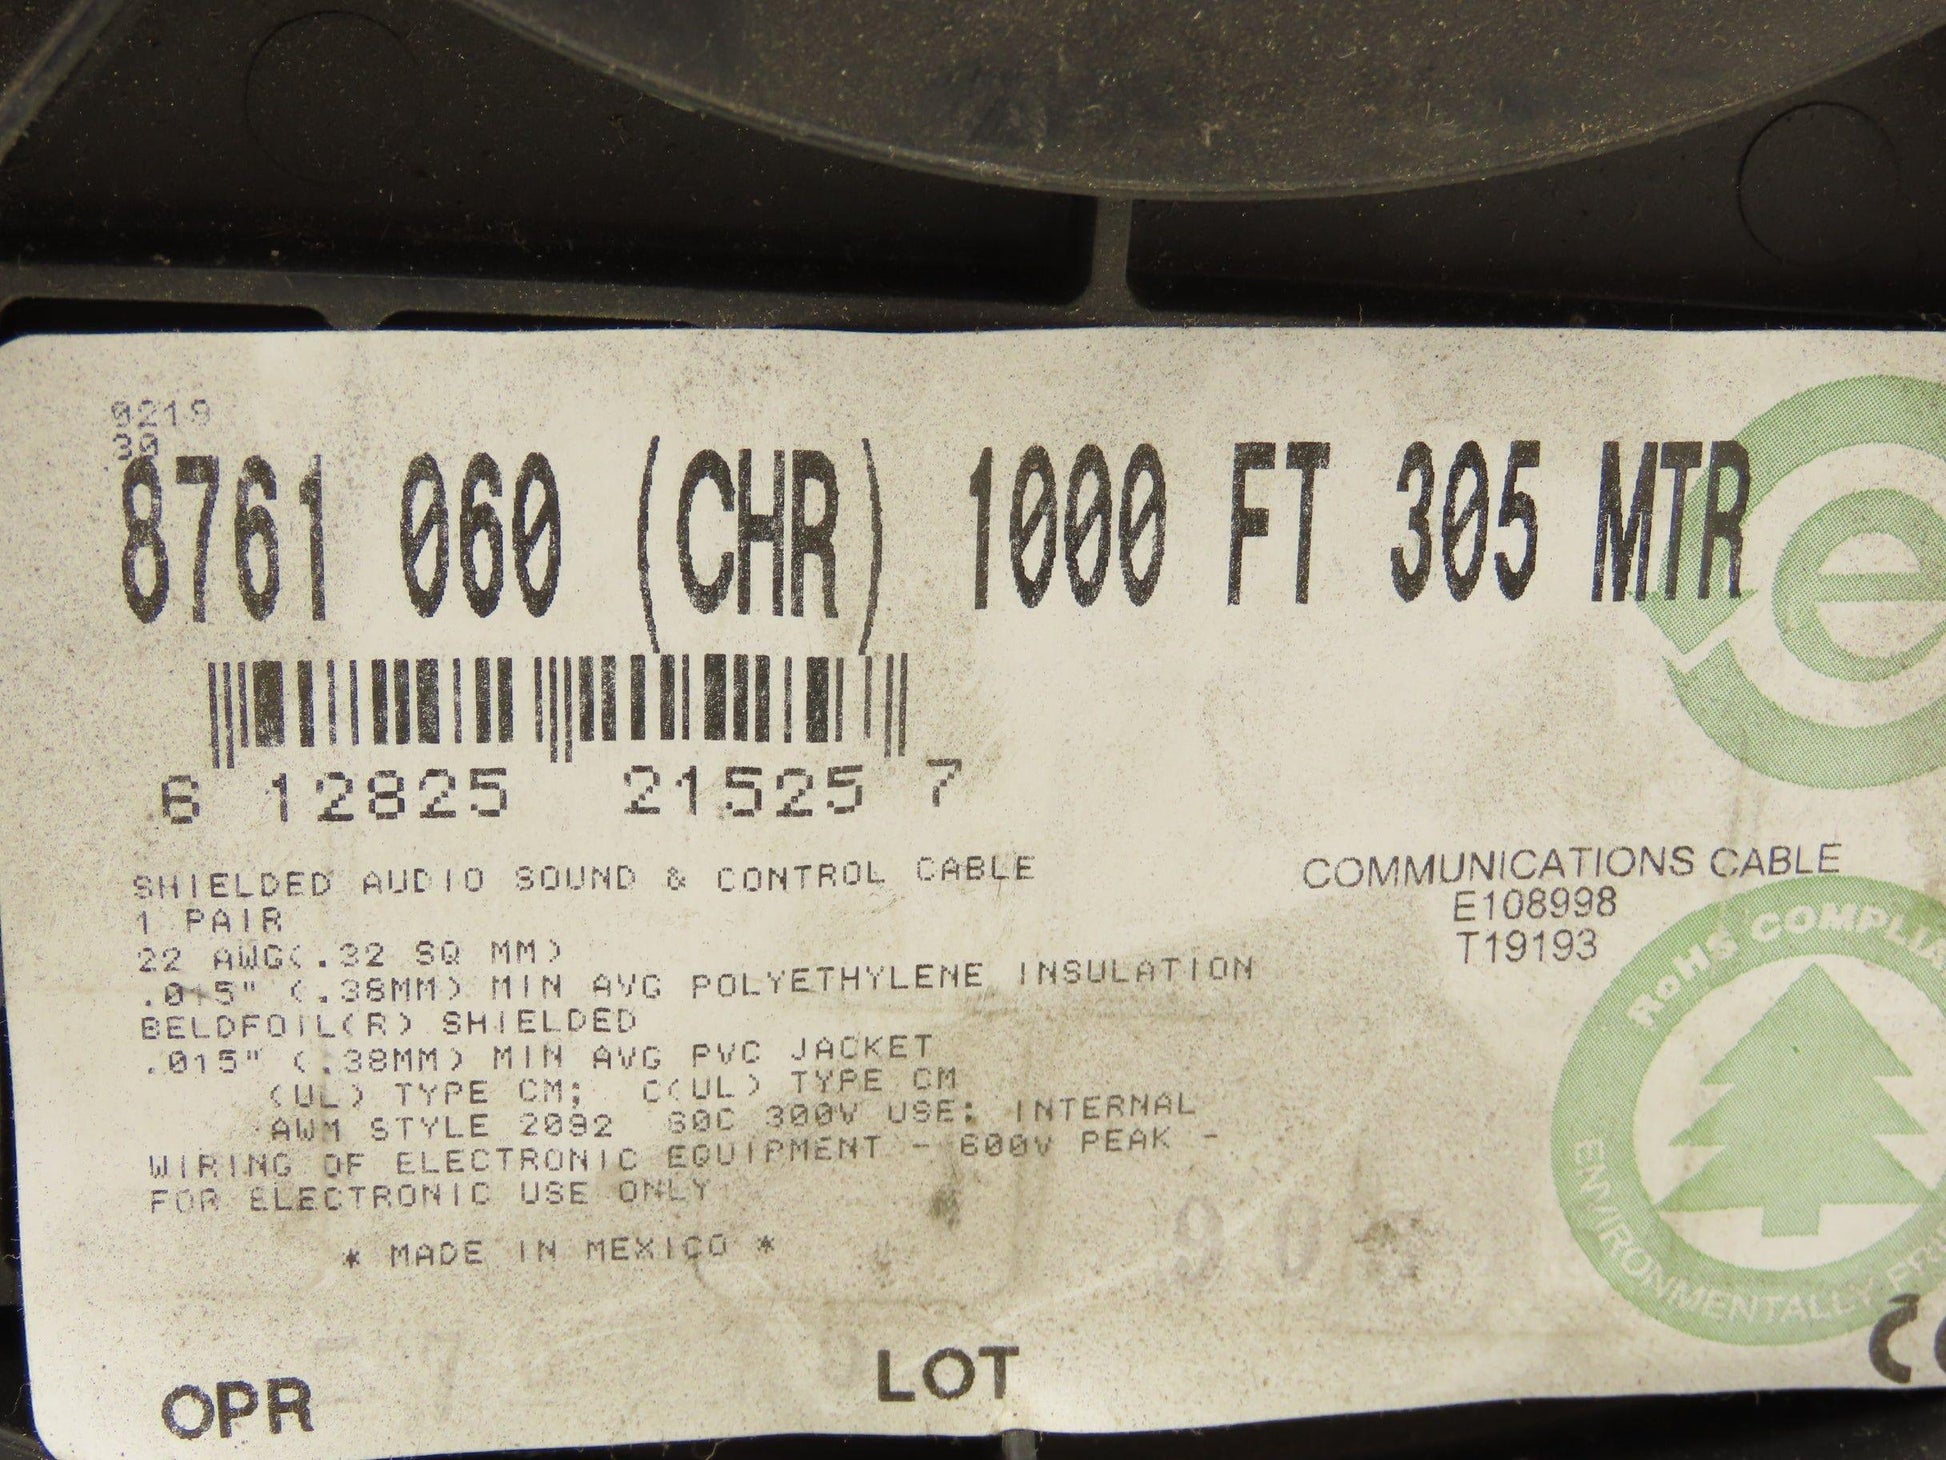 0219
30
8761 060 (CHR) 1000 FT 305 MTR
e
6 12825 21525 7
SHIELDED AUDIO SOUND & CONTROL CABLE
1 PAIR
22 AWG(.32 SQ MM)
.015" (.38MM) MIN AVG POLYETHYLENE INSULATION
BELDFOIL(R) SHIELDED
.015" (.38MM) MIN AVG PVC JACKET
(UL) TYPE CM; C(UL) TYPE CM
AWM STYLE 2092 60C 300V USE: INTERNAL
WIRING OF ELECTRONIC EQUIPMENT - 600V PEAK -
FOR ELECTRONIC USE ONLY
* MADE IN MEXICO *
COMMUNICATIONS CABLE
E108998
T19193
RoHS COMPLIA
ENVIRONMENTALLY FRIE
OPR
LOT